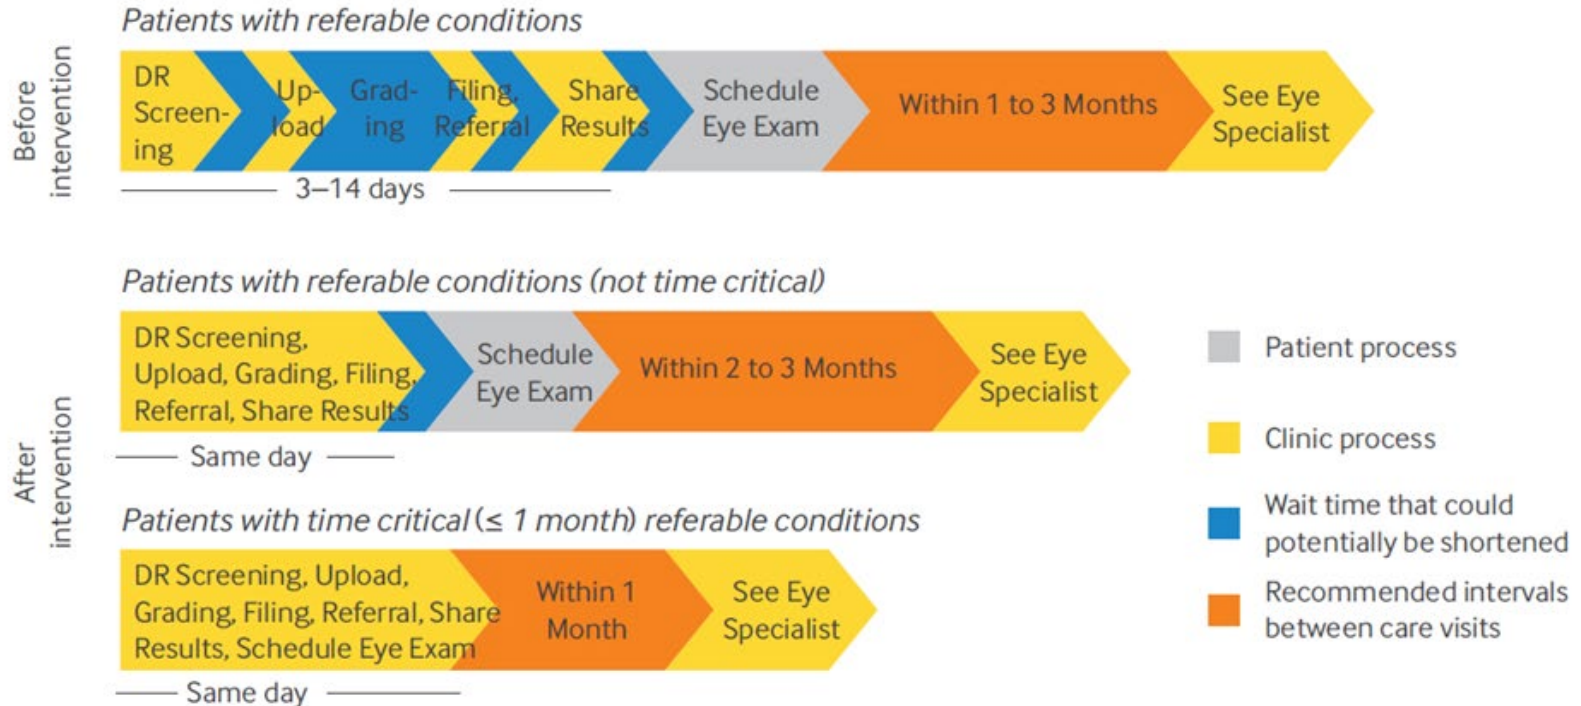 Patients with referable conditions
Before
intervention
DR
Screen-
ing
Up-
load
Grad-
ing
Filing,
Referral
Share
Results
Schedule
Eye Exam
Within 1 to 3 Months
See Eye
Specialist
3–14 days
Patients with referable conditions (not time critical)
After
intervention
DR Screening,
Upload, Grading, Filing,
Referral, Share Results
Schedule
Eye Exam
Within 2 to 3 Months
See Eye
Specialist
Same day
Patients with time critical (≤ 1 month) referable conditions
DR Screening, Upload,
Grading, Filing, Referral, Share
Results, Schedule Eye Exam
Within 1
Month
See Eye
Specialist
Same day
Patient process
Clinic process
Wait time that could
potentially be shortened
Recommended intervals
between care visits